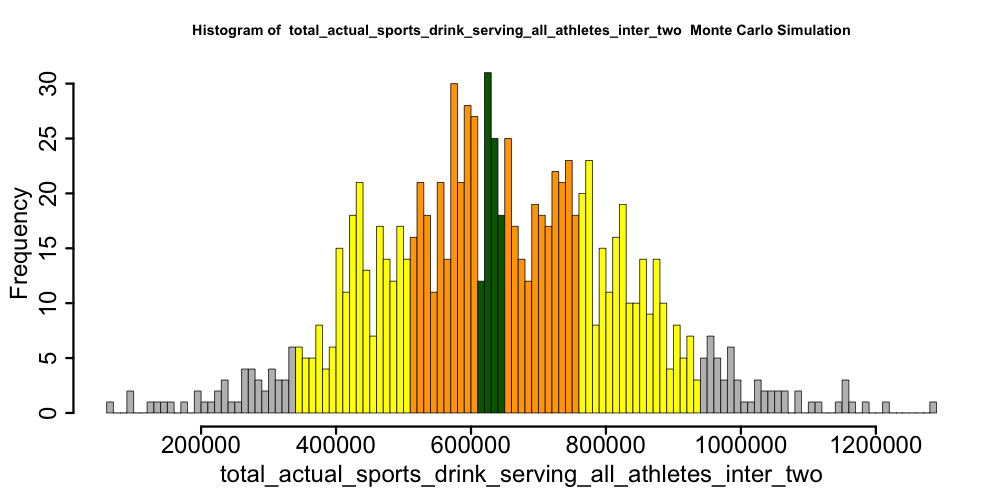 Histogram of total_actual_sports_drink_serving_all_athletes_inter_two Monte Carlo Simulation
30
25
20
15
10
5
0
Frequency
200000 400000 600000 800000 1000000 1200000
total_actual_sports_drink_serving_all_athletes_inter_two